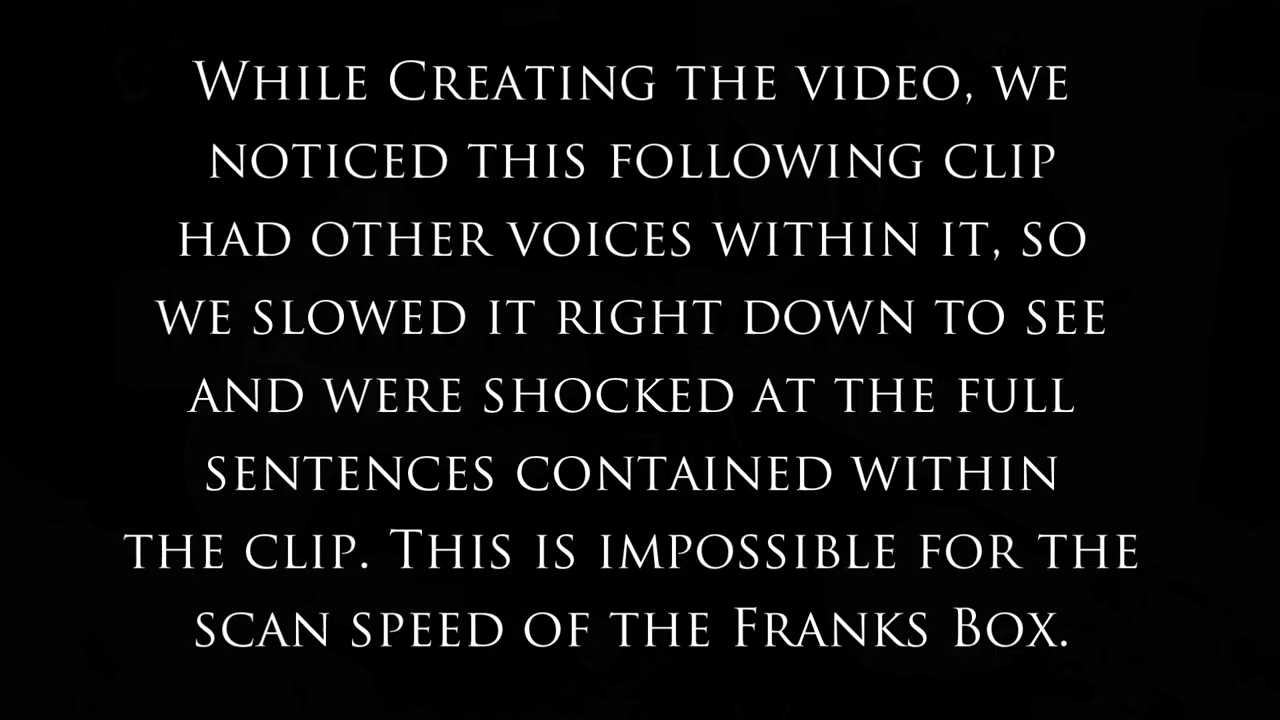 While Creating the video, we
noticed this following clip
had other voices within it, so
we slowed it right down to see
and were shocked at the full
sentences contained within
the clip. This is impossible for the
scan speed of the Franks Box.